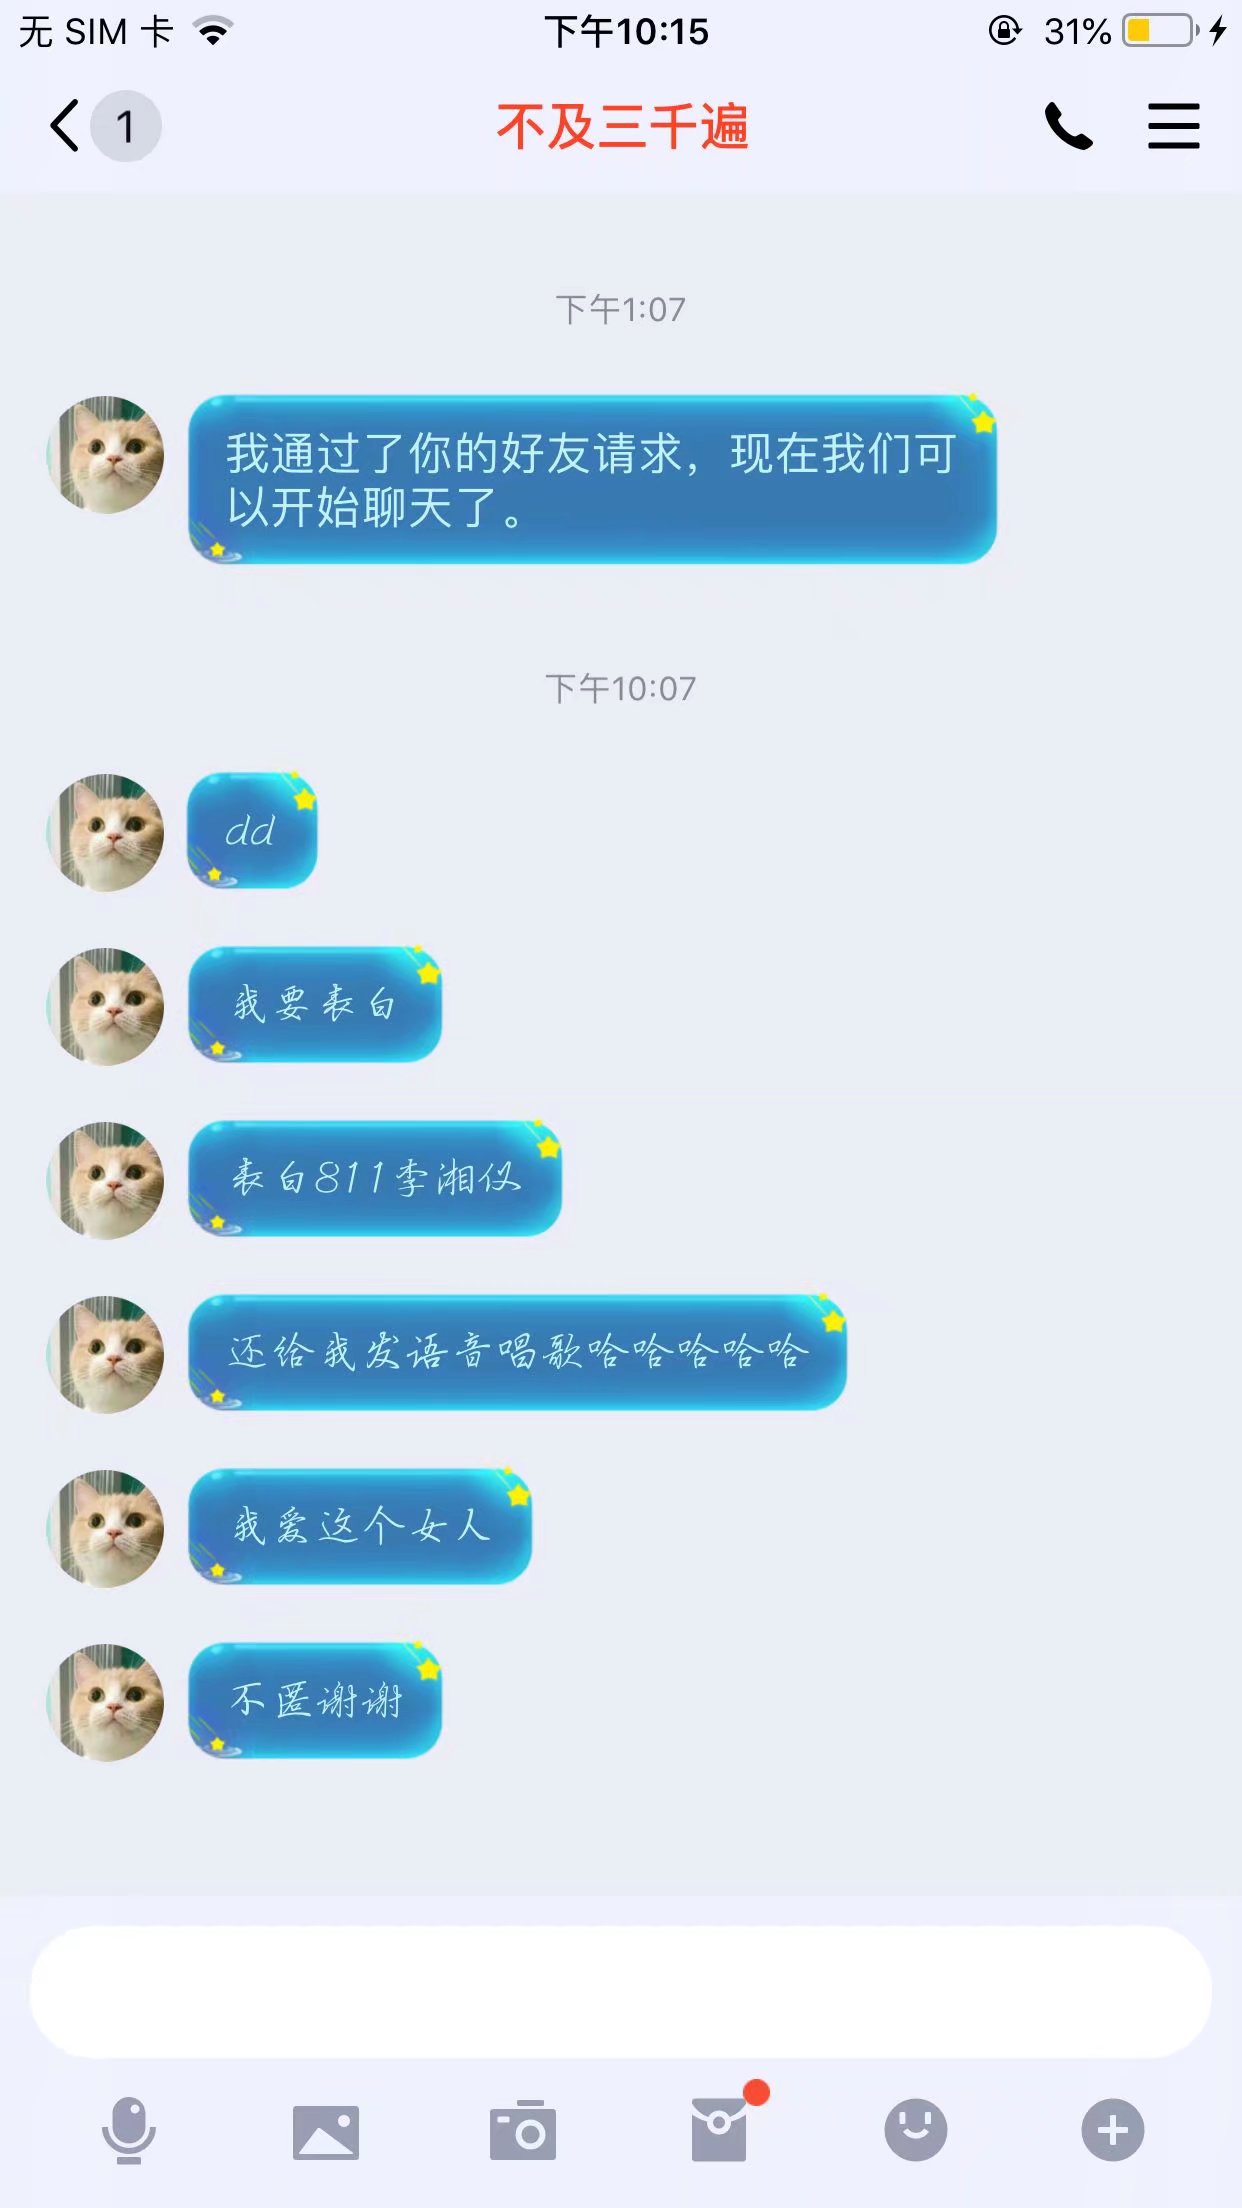 无 SIM 卡
下午10:15
31%
1
不及三千遍
下午1:07
我通过了你的好友请求，现在我们可
以开始聊天了。
下午10:07
dd
我要表白
表白811李湘仪
还给我发语音唱歌哈哈哈哈哈
我爱这个女人
不匿谢谢